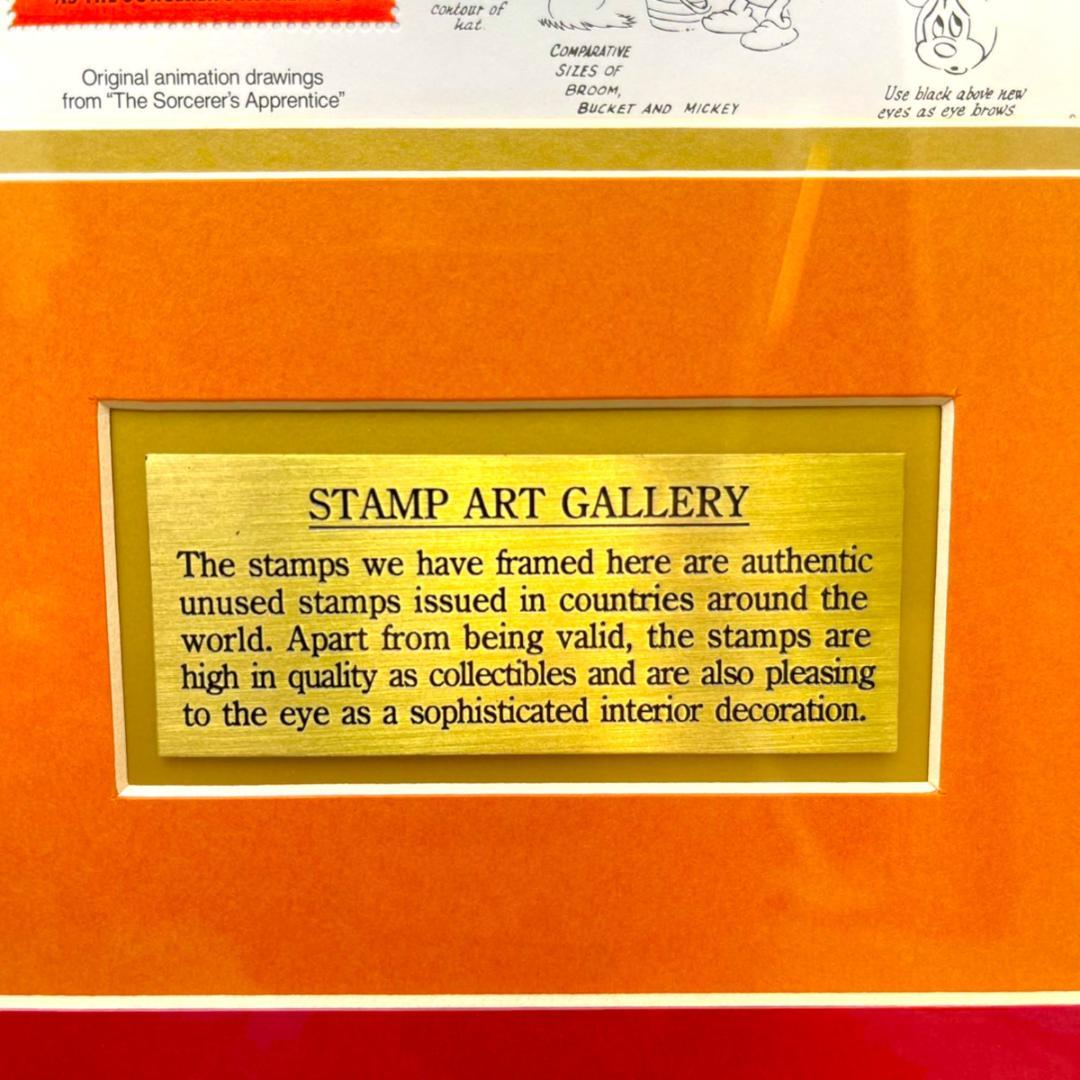 contour of
hat.
Original animation drawings
from "The Sorcerer's Apprentice"
COMPARATIVE
SIZES OF
BROOM,
BUCKET AND MICKEY
Use black above new
eyes as eye brows
STAMP ART GALLERY
The stamps we have framed here are authentic
unused stamps issued in countries around the
world. Apart from being valid, the stamps are
high in quality as collectibles and are also pleasing
to the eye as a sophisticated interior decoration.